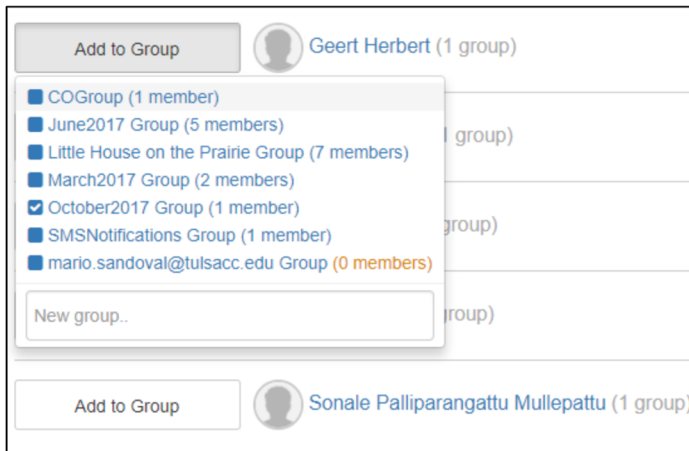 Add to Group Geert Herbert (1 group)
COGroup (1 member)
June2017 Group (5 members)
group)
Little House on the Prairie Group (7 members)
March2017 Group (2 members)
October2017 Group (1 member)
SMSNotifications Group (1 member)
mario.sandoval@tulsacc.edu Group (0 members)
New group..
Add to Group Sonale Palliparangattu Mullepattu (1 group)